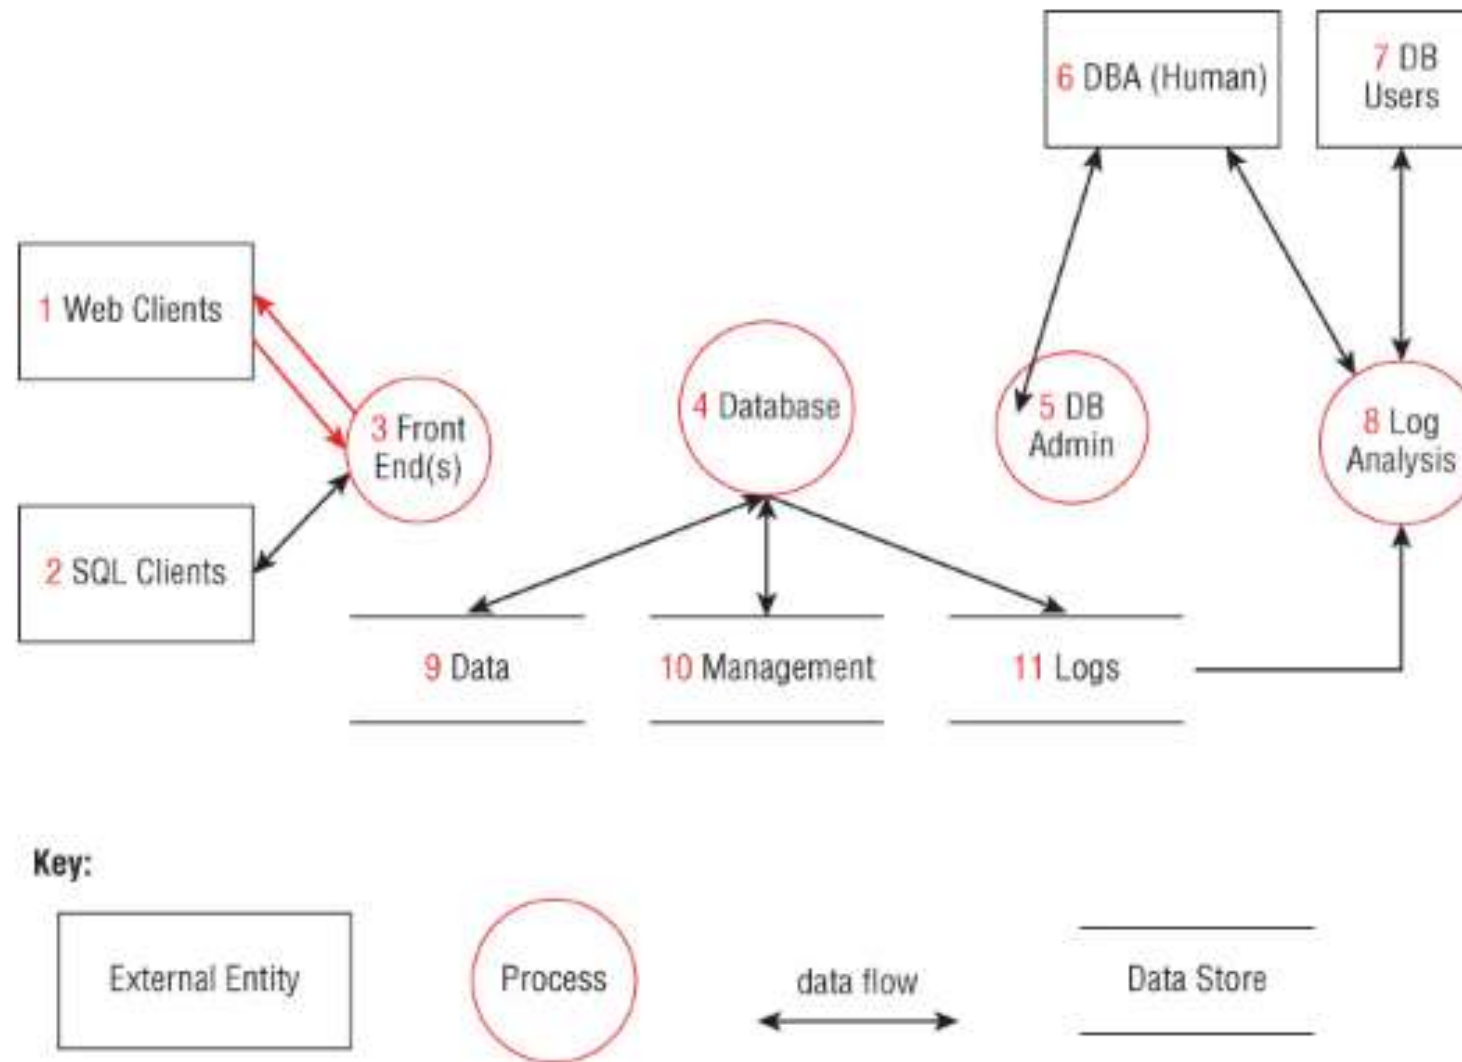 6 DBA (Human)
7 DB
Users
1 Web Clients
3 Front
End(s)
4 Database
5 DB
Admin
8 Log
Analysis
2 SQL Clients
9 Data
10 Management
11 Logs
Key:
External Entity
Process
data flow
Data Store